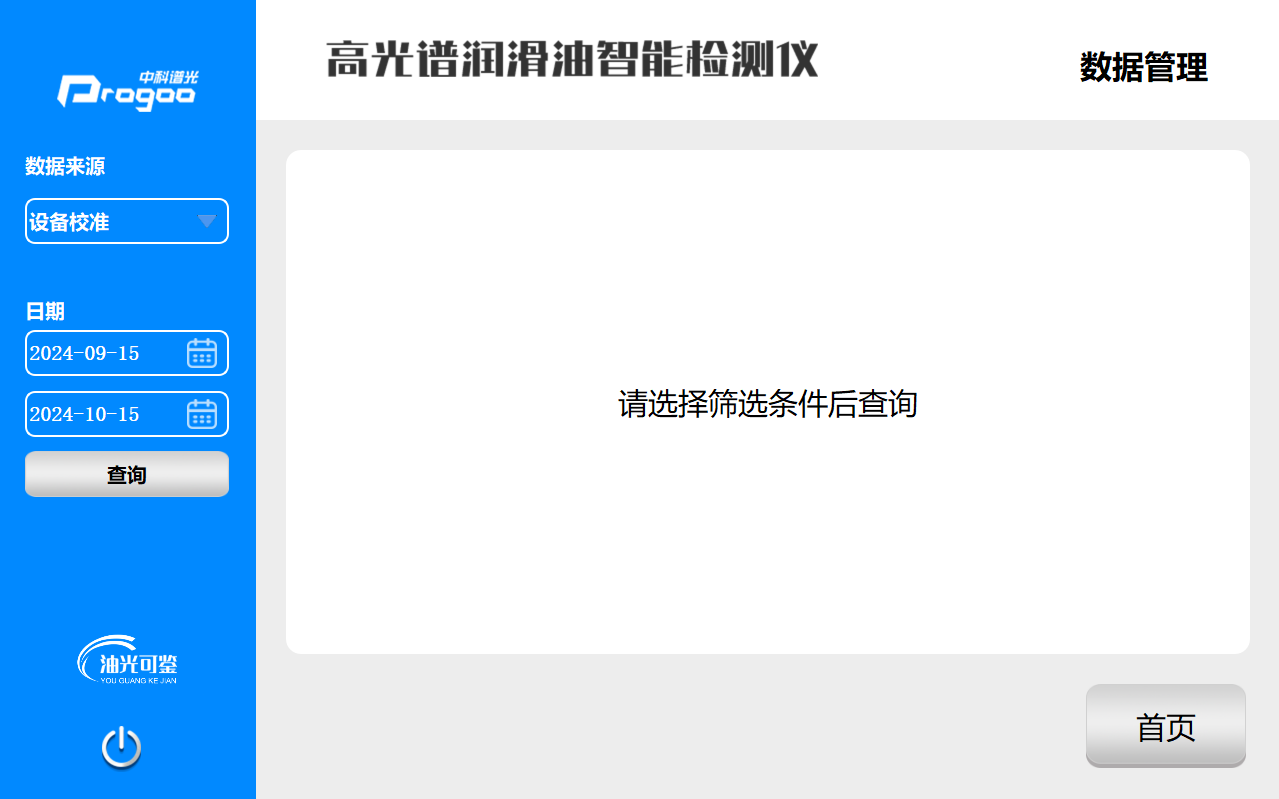 中科谱光
Pragoo
高光谱润滑油智能检测仪
数据管理
数据来源
设备校准
日期
2024-09-15
2024-10-15
查询
请选择筛选条件后查询
油光可鉴
YOU GUANG KE JIAN
首页